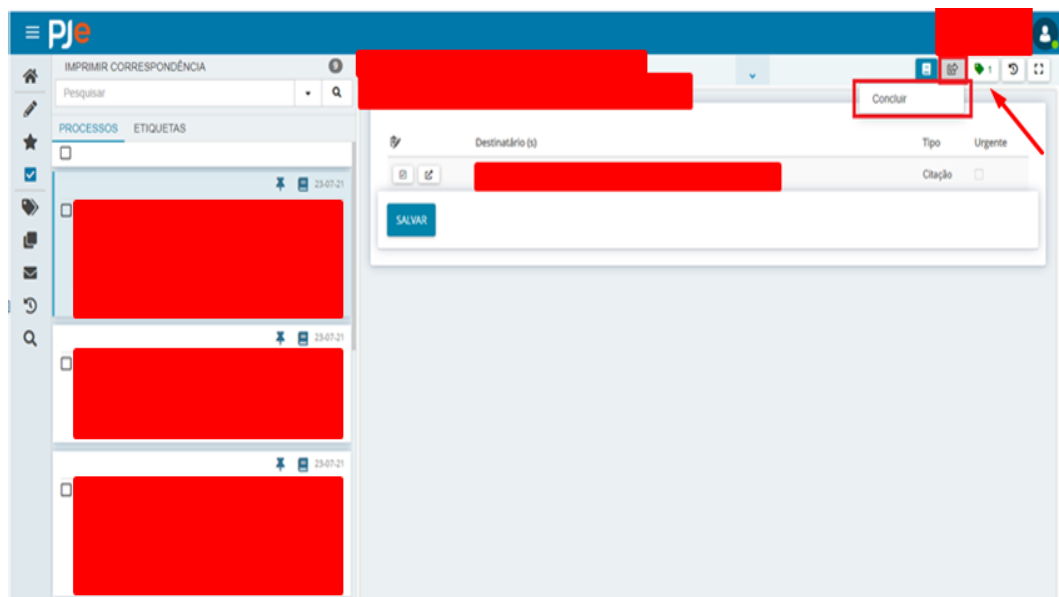 PJe
IMPRIMIR CORRESPONDÊNCIA 9
Pesquisar
PROCESSOS ETIQUETAS
23-07-21
23-07-21
23-07-21
1
Concluir
Destinatário (s) Tipo Urgente
Citação
SALVAR